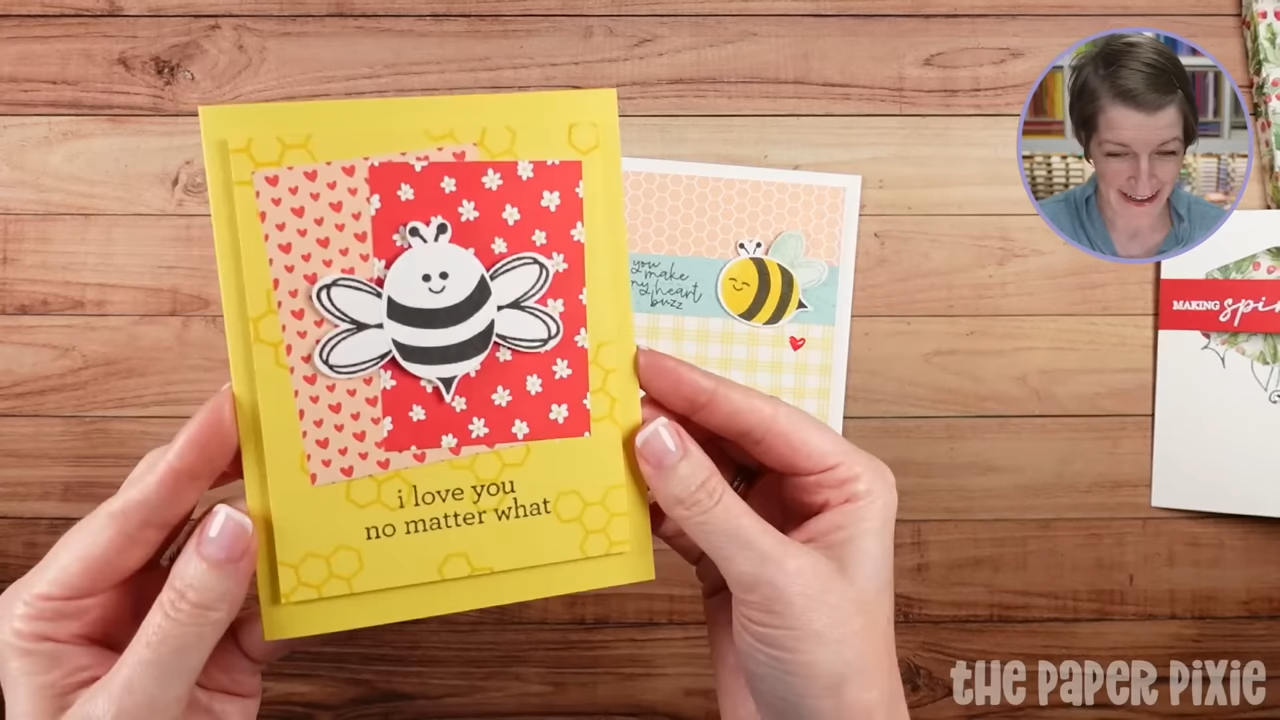 i love you
no matter what
you
make
my heart
buzz
MAKING
THE PAPER PIXIE